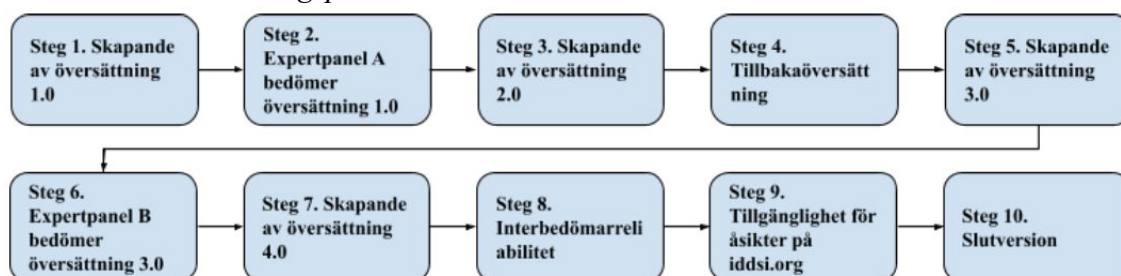 Steg 1. Skapande
av översättning
1.0
Steg 2.
Expertpanel A
bedömer
översättning 1.0
Steg 3. Skapande
av översättning
2.0
Steg 4.
Tillbakaöversätt
ning
Steg 5. Skapande
av översättning
3.0
Steg 6.
Expertpanel B
bedömer
översättning 3.0
Steg 7. Skapande
av översättning
4.0
Steg 8.
Interbedömarreli
abilitet
Steg 9.
Tillgänglighet för
åsikter på
iddsi.org
Steg 10.
Slutversion